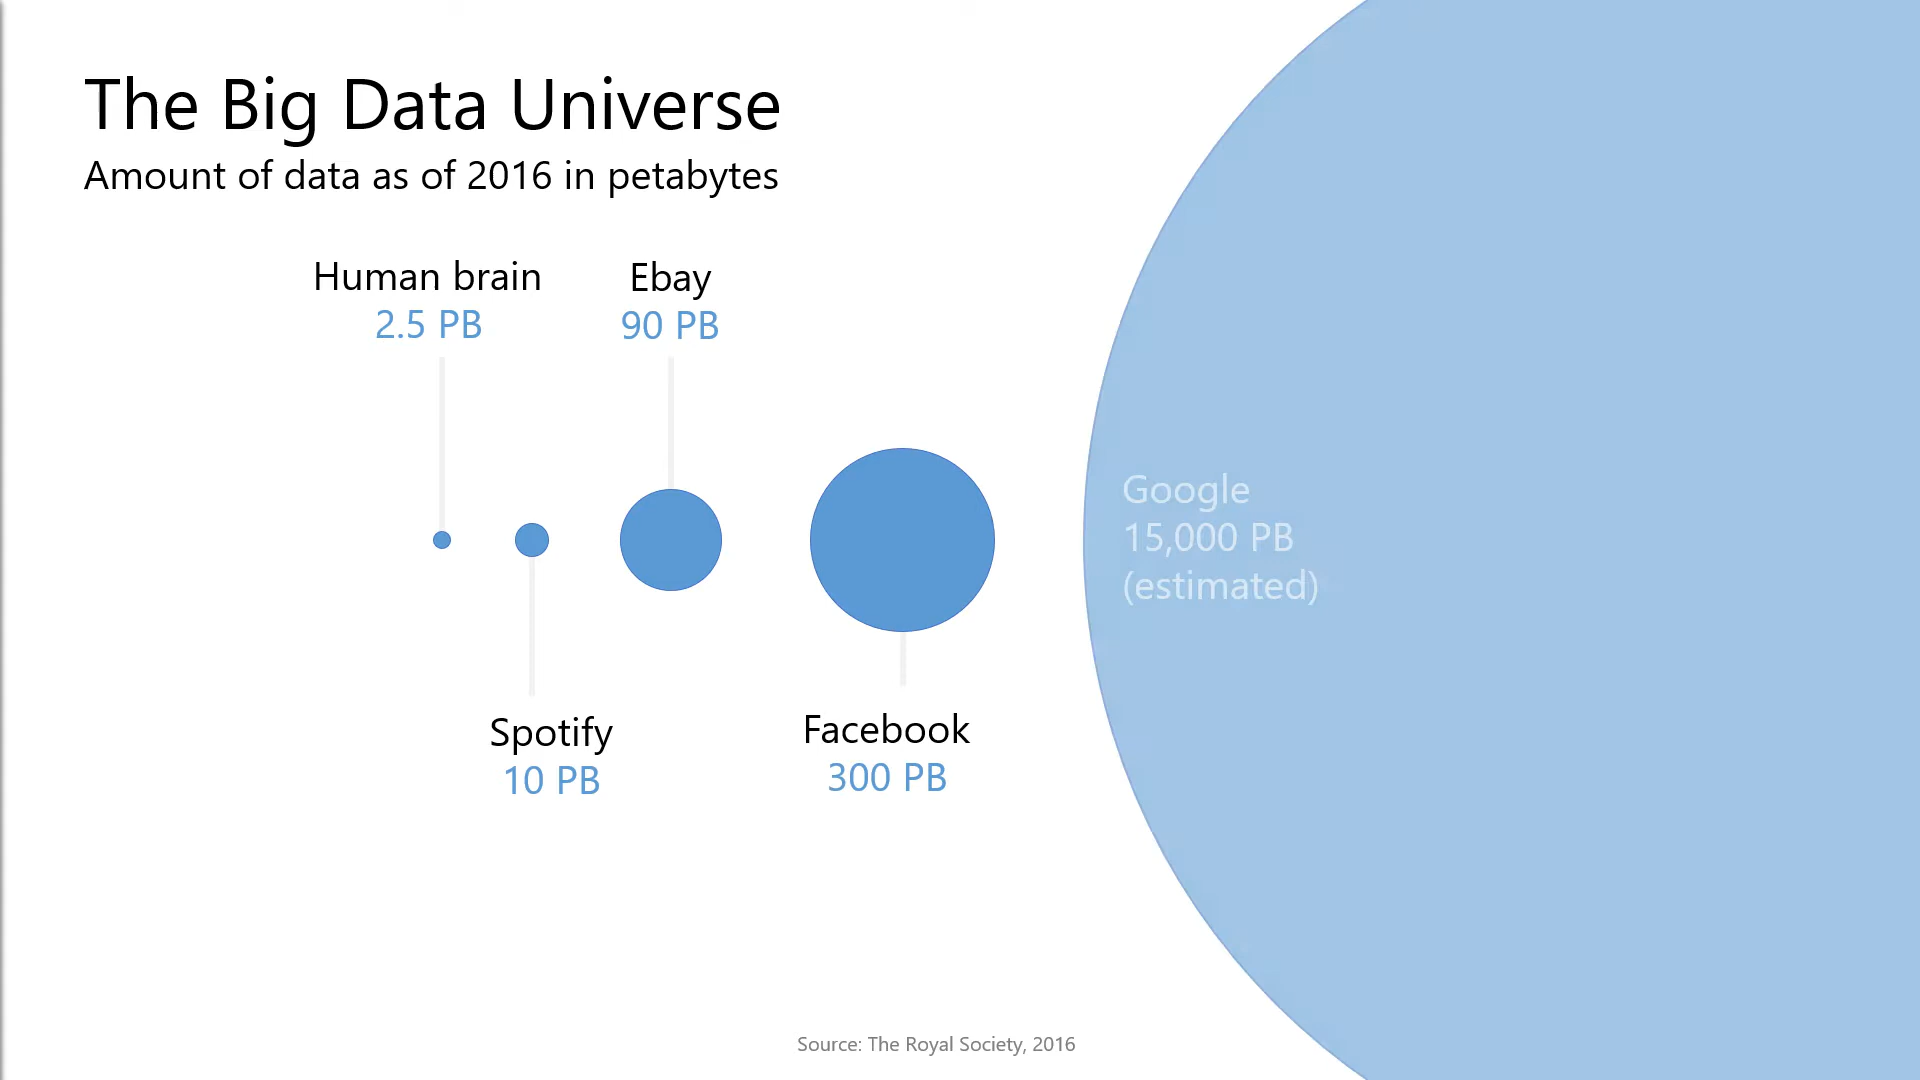 The Big Data Universe
Amount of data as of 2016 in petabytes
Human brain
2.5 PB
Ebay
90 PB
Google
15,000 PB
(estimated)
Spotify
10 PB
Facebook
300 PB
Source: The Royal Society, 2016